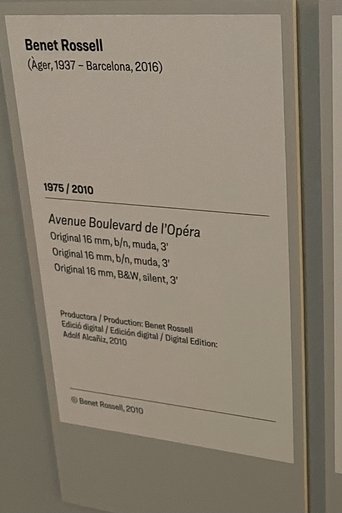 Benet Rossell
(Àger, 1937 – Barcelona, 2016)
1975 / 2010
Avenue Boulevard de l'Opéra
Original 16 mm, b/n, muda, 3'
Original 16 mm, b/n, muda, 3'
Original 16 mm, B&W, silent, 3'
Productora / Production: Benet Rossell
Edició digital / Edición digital / Digital Edition:
Adolf Alcañiz, 2010
© Benet Rossell, 2010